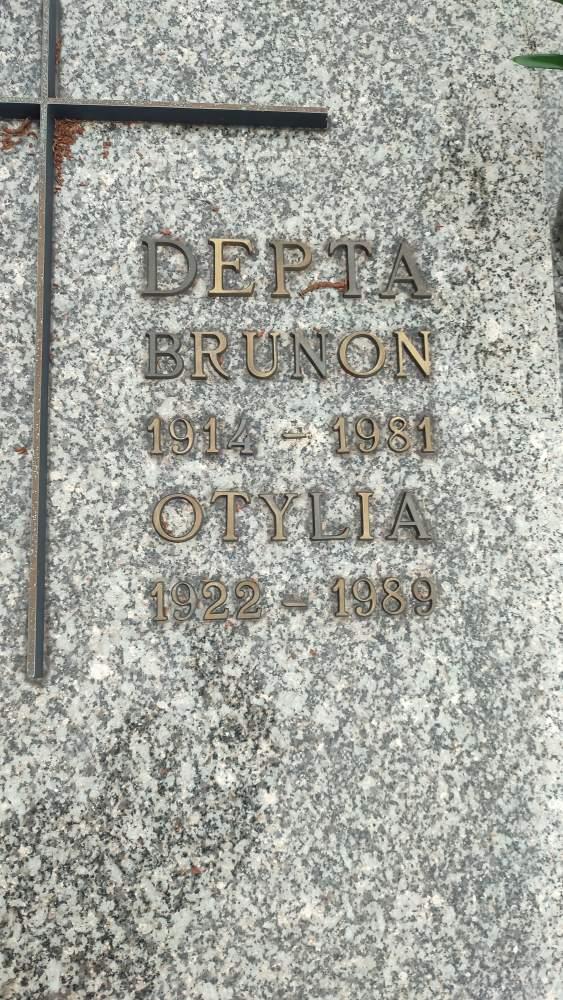 DEPTA
BRUNON
1914 - 1981
OTYLIA
1922 - 1989